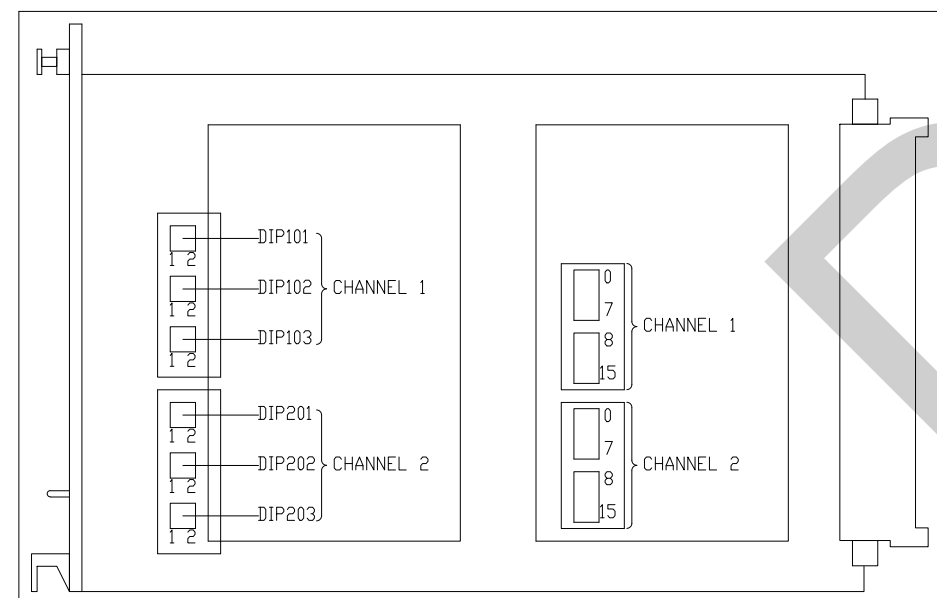 DIP101
1 2
DIP102
CHANNEL 1
1 2
DIP103
1 2
DIP201
1 2
DIP202
CHANNEL 2
1 2
DIP203
1 2
0
7
CHANNEL 1
8
15
0
7
CHANNEL 2
8
15